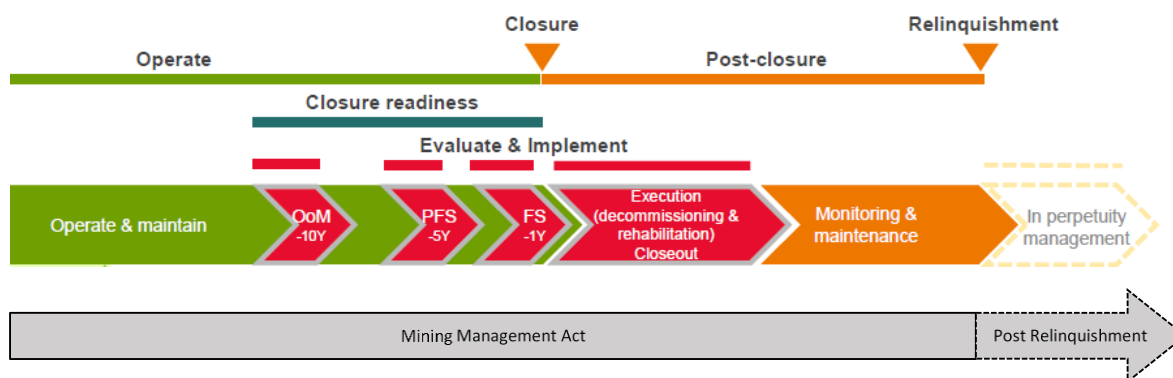 Closure
Relinquishment
Operate
Post-closure
Closure readiness
Evaluate & Implement
Operate & maintain
OoM
-10Y
PFS
-5Y
FS
-1Y
Execution
(decommissioning &
rehabilitation)
Closeout
Monitoring &
maintenance
In perpetuity
management
Mining Management Act
Post Relinquishment